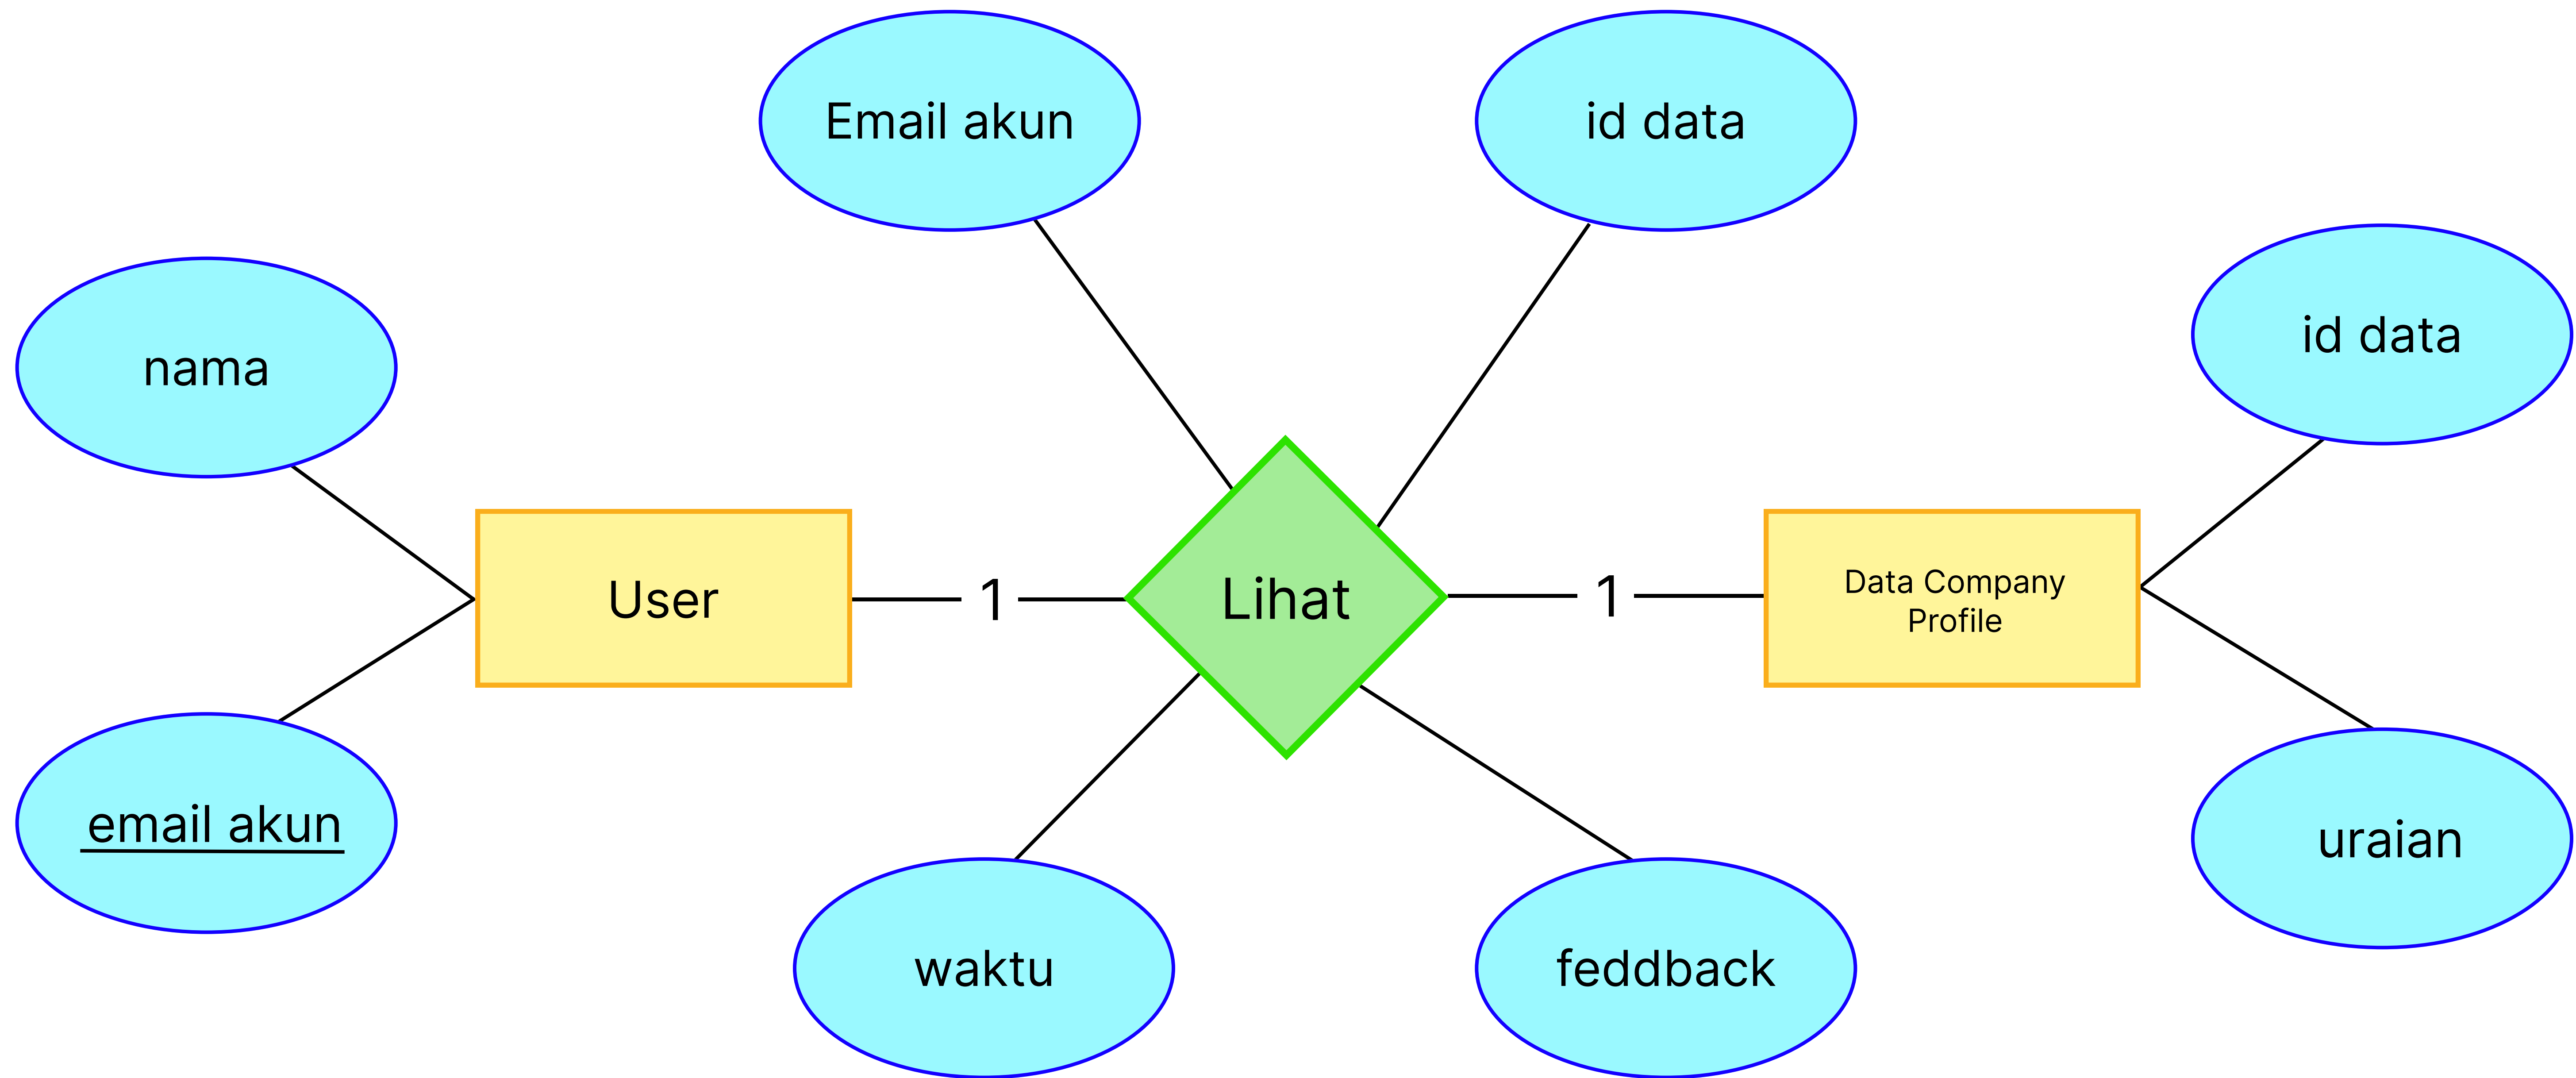 Email akun
id data
nama
id data
User
1
Lihat
1
Data Company
Profile
email akun
uraian
waktu
feddback